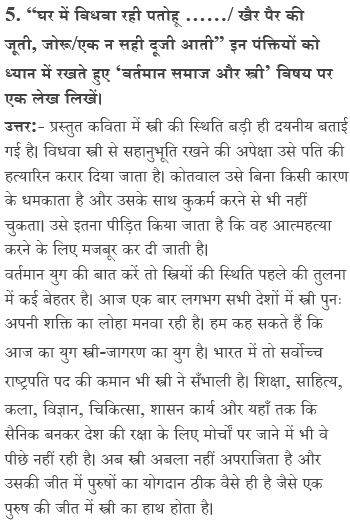 5. “घर में विधवा रही पतोहू ……/ खैर पैर की
जूती, जोरू/एक न सही दूजी आती” इन पंक्तियों को
ध्यान में रखते हुए ‘वर्तमान समाज और स्त्री’ विषय पर
एक लेख लिखें।
उत्तर:- प्रस्तुत कविता में स्त्री की स्थिति बड़ी ही दयनीय बताई
गई है। विधवा स्त्री से सहानुभूति रखने की अपेक्षा उसे पति की
हत्यारिन करार दिया जाता है। कोतवाल उसे बिना किसी कारण
के धमकाता है और उसके साथ कुकर्म करने से भी नहीं
चुकता। उसे इतना पीड़ित किया जाता है कि वह आत्महत्या
करने के लिए मजबूर कर दी जाती है।
वर्तमान युग की बात करें तो स्त्रियों की स्थिति पहले की तुलना
में कई बेहतर है। आज एक बार लगभग सभी देशों में स्त्री पुनः
अपनी शक्ति का लोहा मनवा रही है। हम कह सकते हैं कि
आज का युग स्त्री-जागरण का युग है। भारत में तो सर्वोच्च
राष्ट्रपति पद की कमान भी स्त्री ने सँभाली है। शिक्षा, साहित्य,
कला, विज्ञान, चिकित्सा, शासन कार्य और यहाँ तक कि
सैनिक बनकर देश की रक्षा के लिए मोर्चों पर जाने में भी वे
पीछे नहीं रही है। अब स्त्री अबला नहीं अपराजिता है और
उसकी जीत में पुरुषों का योगदान ठीक वैसे ही है जैसे एक
पुरुष की जीत में स्त्री का हाथ होता है।